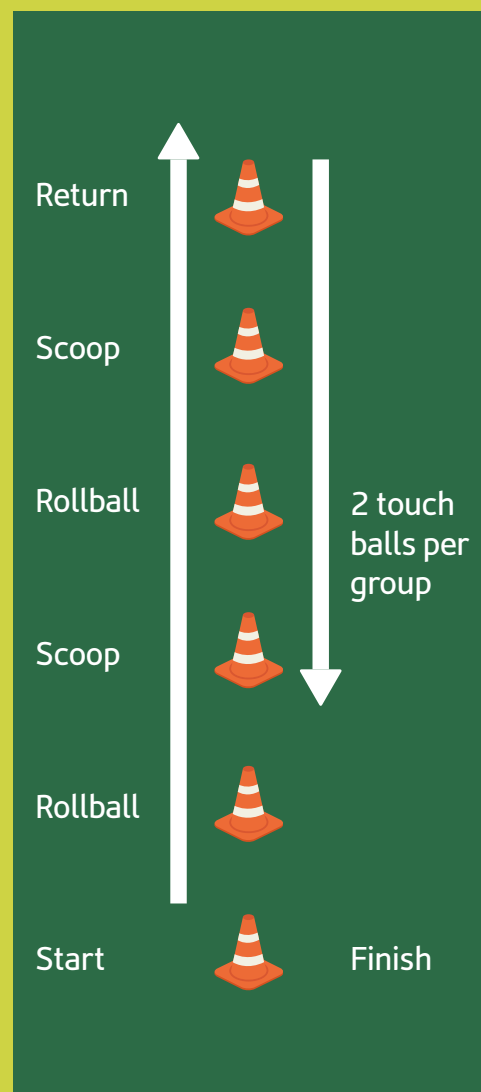 Return
Scoop
Rollball
2 touch
balls per
group
Scoop
Rollball
Start
Finish